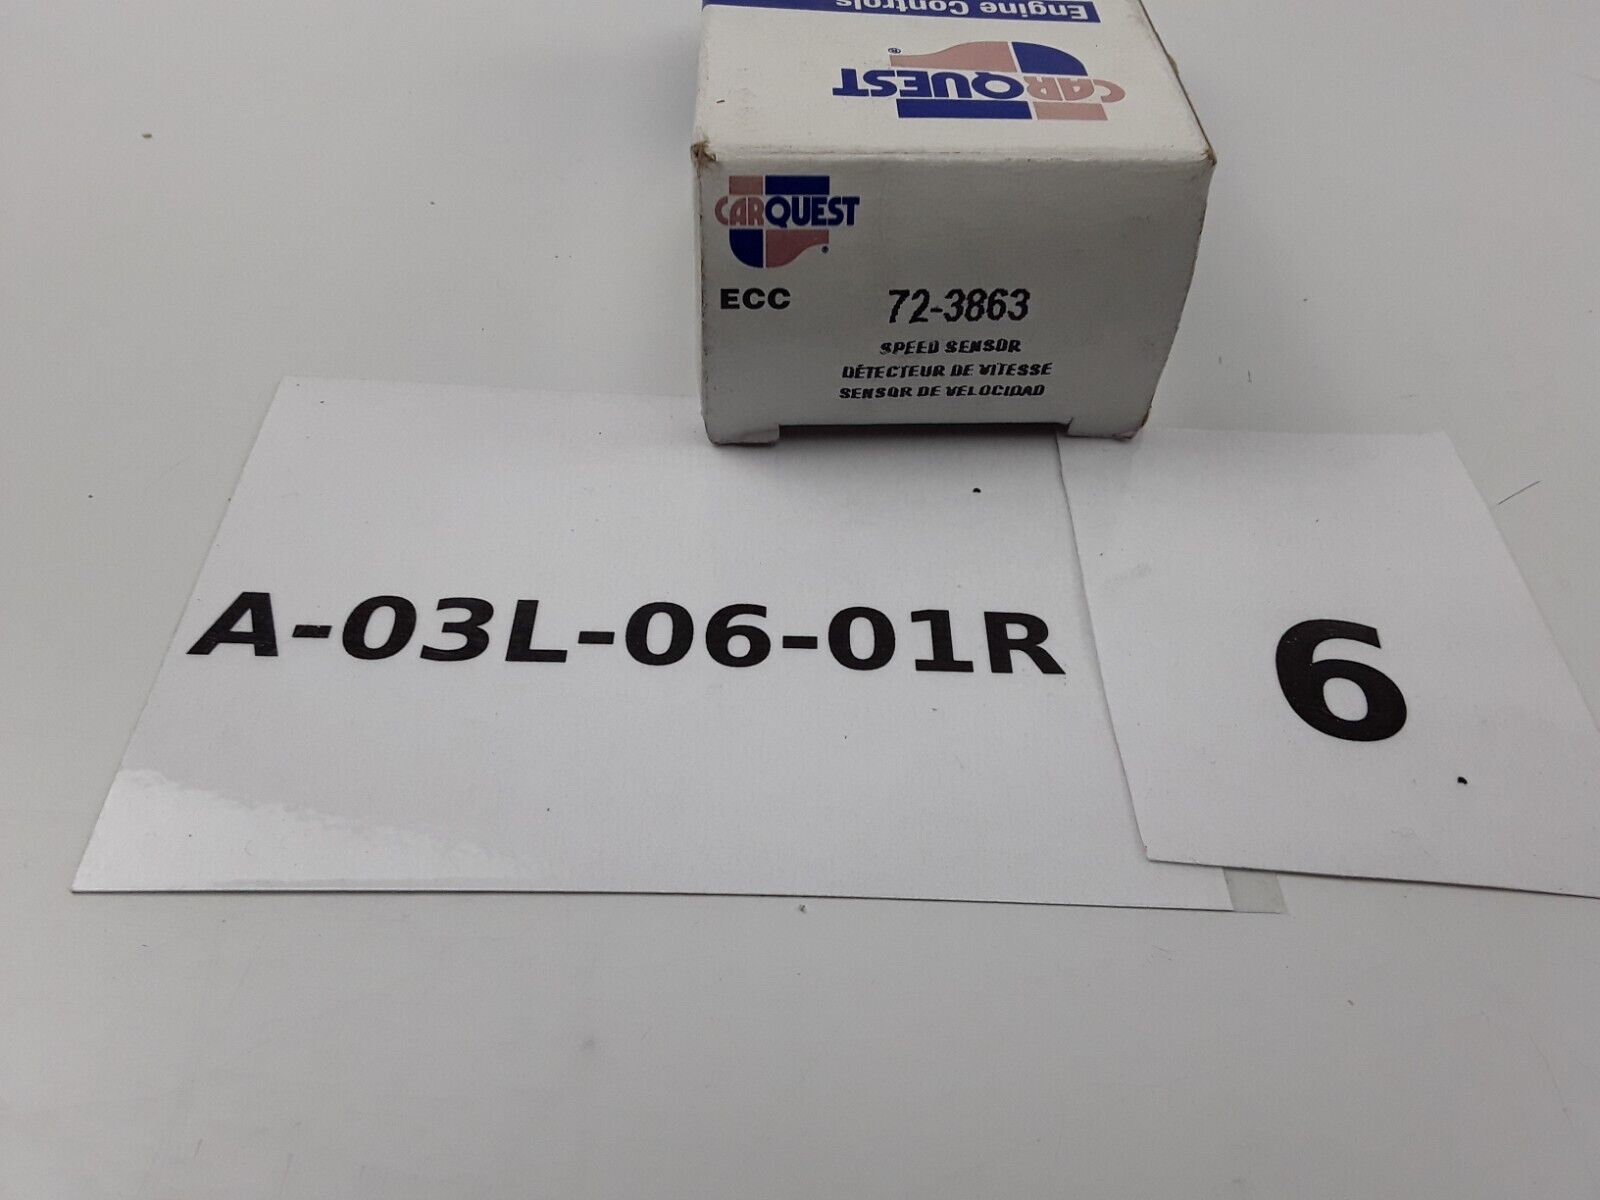 Engine Controls
CARQUEST®
CARQUEST®
ECC
72-3863
SPEED SENSOR
DÉTECTEUR DE VITESSE
SENSOR DE VELOCIDAD
A-03L-06-01R
6